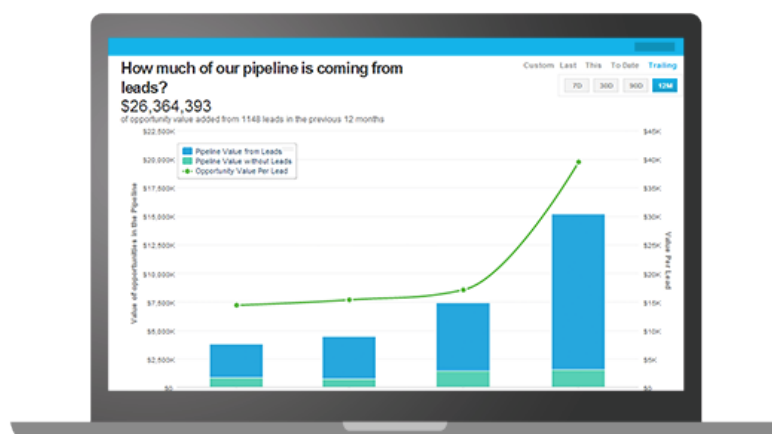 How much of our pipeline is coming from
leads?
$26,364,393
of opportunity value added from 1148 leads in the previous 12 months
Custom Last This To Date Trailing
7D 30D 90D 12M
Pipeline Value from Leads
Pipeline Value without Leads
Opportunity Value Per Lead
Value of opportunities in the Pipeline
$22,500K
$20,000K
$17,500K
$15,000K
$12,500K
$10,000K
$7,500K
$5,000K
$2,500K
$0
$45K
$40K
$35K
$30K
$25K
$20K
$15K
$10K
$5K
$0
Value Per Lead